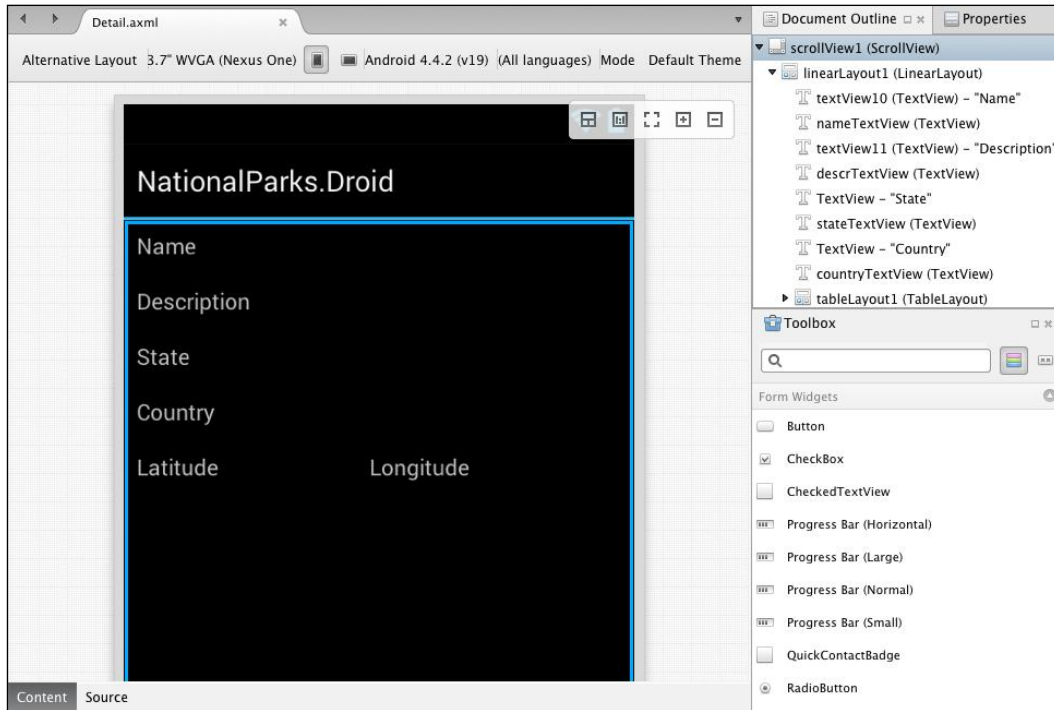 Detail.axml
Alternative Layout 3.7" WVGA (Nexus One) Android 4.4.2 (v19) (All languages) Mode Default Theme
NationalParks.Droid
Name
Description
State
Country
Latitude Longitude
Content Source
Document Outline Properties
scrollView1 (ScrollView)
linearLayout1 (LinearLayout)
textView10 (TextView) – "Name"
nameTextView (TextView)
textView11 (TextView) – "Description"
descrTextView (TextView)
TextView – "State"
stateTextView (TextView)
TextView – "Country"
countryTextView (TextView)
tableLayout1 (TableLayout)
Toolbox
Form Widgets
Button
CheckBox
CheckedTextView
Progress Bar (Horizontal)
Progress Bar (Large)
Progress Bar (Normal)
Progress Bar (Small)
QuickContactBadge
RadioButton